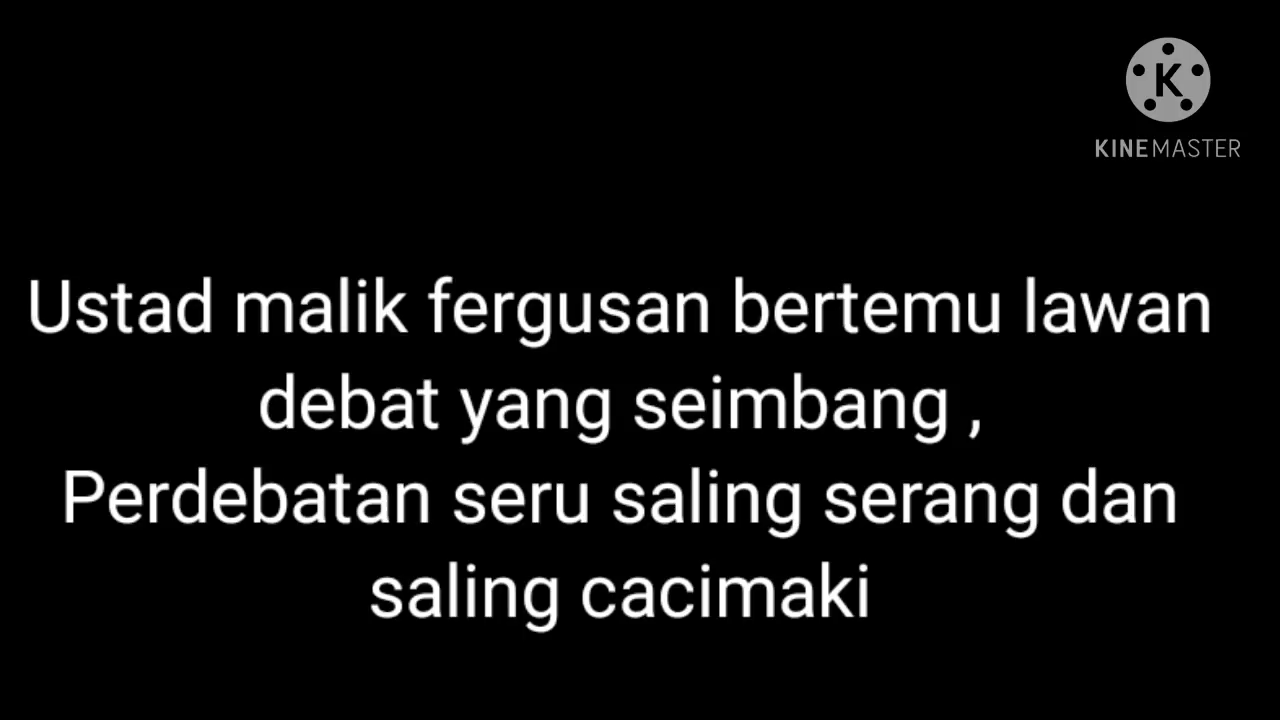 K
KINEMASTER
Ustad malik fergusan bertemu lawan
debat yang seimbang ,
Perdebatan seru saling serang dan
saling cacimaki